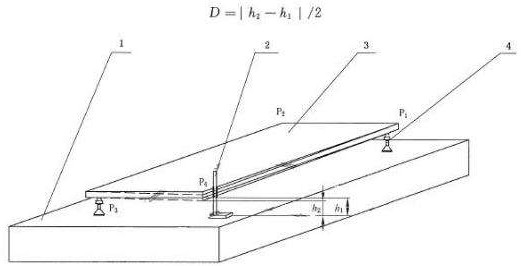 D = | h₂ − h₁ | /2
1 2 3 4
P₂ P₁
P₄
P₃ h₂ h₁